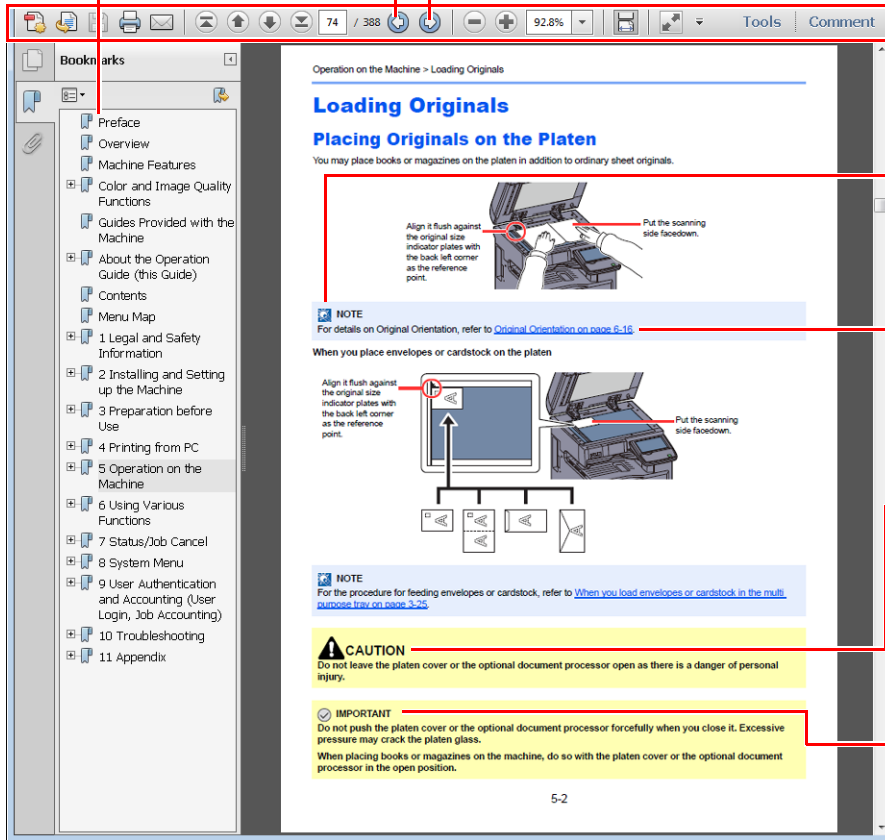 74 / 388 92.8% Tools Comment
Bookmarks
Preface
Overview
Machine Features
Color and Image Quality
Functions
Guides Provided with the
Machine
About the Operation
Guide (this Guide)
Contents
Menu Map
1 Legal and Safety
Information
2 Installing and Setting
up the Machine
3 Preparation before
Use
4 Printing from PC
5 Operation on the
Machine
6 Using Various
Functions
7 Status/Job Cancel
8 System Menu
9 User Authentication
and Accounting (User
Login, Job Accounting)
10 Troubleshooting
11 Appendix
Operation on the Machine > Loading Originals
Loading Originals
Placing Originals on the Platen
You may place books or magazines on the platen in addition to ordinary sheet originals.
Align it flush against
the original size
indicator plates with
the back left corner
as the reference
point.
Put the scanning
side facedown.
NOTE
For details on Original Orientation, refer to Original Orientation on page 6-16.
When you place envelopes or cardstock on the platen
Align it flush against
the original size
indicator plates with
the back left corner
as the reference
point.
A
Put the scanning
side facedown.
A A A A
A
NOTE
For the procedure for feeding envelopes or cardstock, refer to When you load envelopes or cardstock in the multi
purpose tray on page 3-25.
CAUTION
Do not leave the platen cover or the optional document processor open as there is a danger of personal
injury.
IMPORTANT
Do not push the platen cover or the optional document processor forcefully when you close it. Excessive
pressure may crack the platen glass.
When placing books or magazines on the machine, do so with the platen cover or the optional document
processor in the open position.
5-2